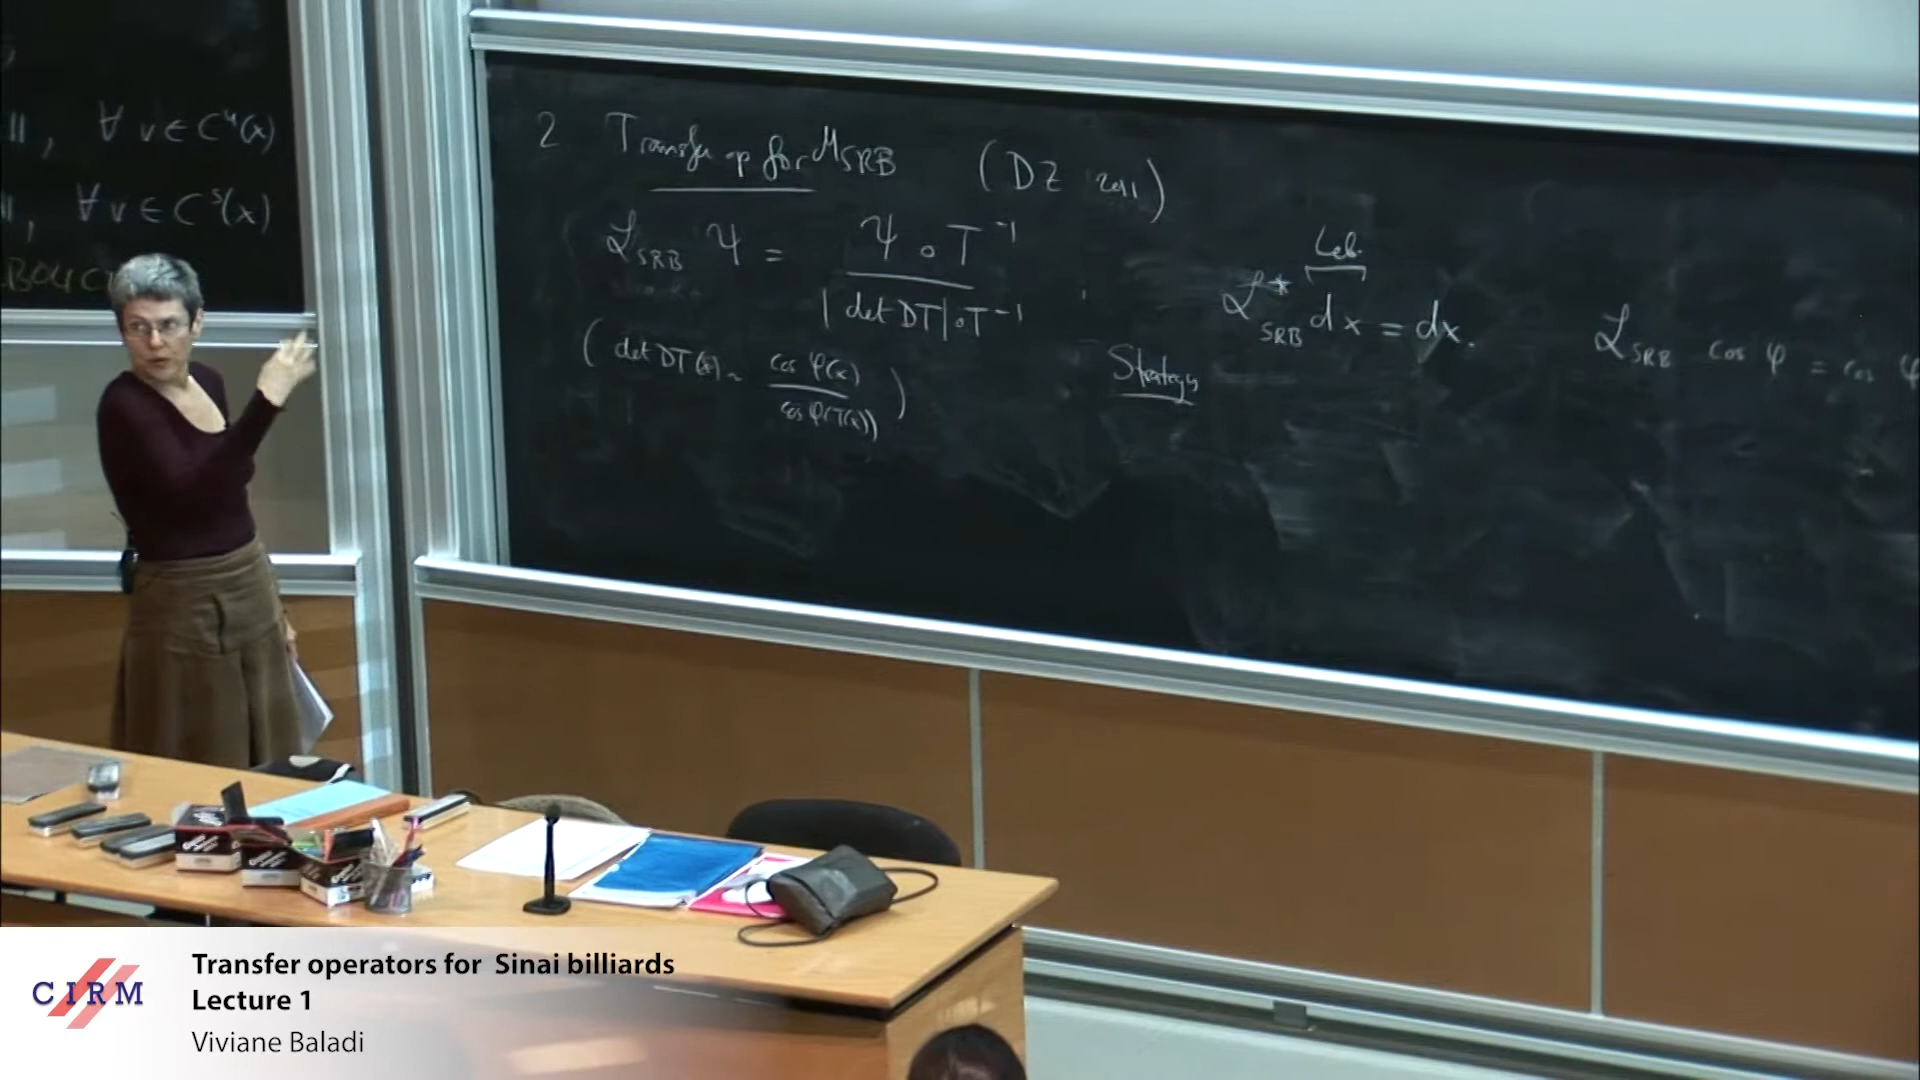 ‖, ∀ v ∈ C^u(x)
‖, ∀ v ∈ C^s(x)
2 Transfer op for μ_SRB (DZ 2011)
ℒ_SRB ψ = ψ ∘ T^{-1} / |det DT| ∘ T^{-1}
(det DT(x) ~ cos φ(x) / cos φ(T(x)))
Leb.
ℒ*_SRB dx = dx.
ℒ_SRB cos φ = cos φ
Strategy
CIRM
Transfer operators for Sinai billiards
Lecture 1
Viviane Baladi